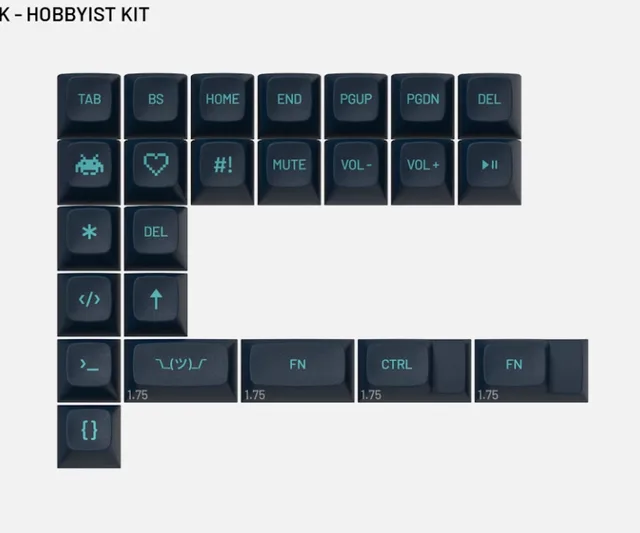 K - HOBBYIST KIT
TAB BS HOME END PGUP PGDN DEL
#! MUTE VOL- VOL+
* DEL
</>
>_ ¯\_(ツ)_/¯ FN CTRL FN
1.75 1.75 1.75 1.75
{}